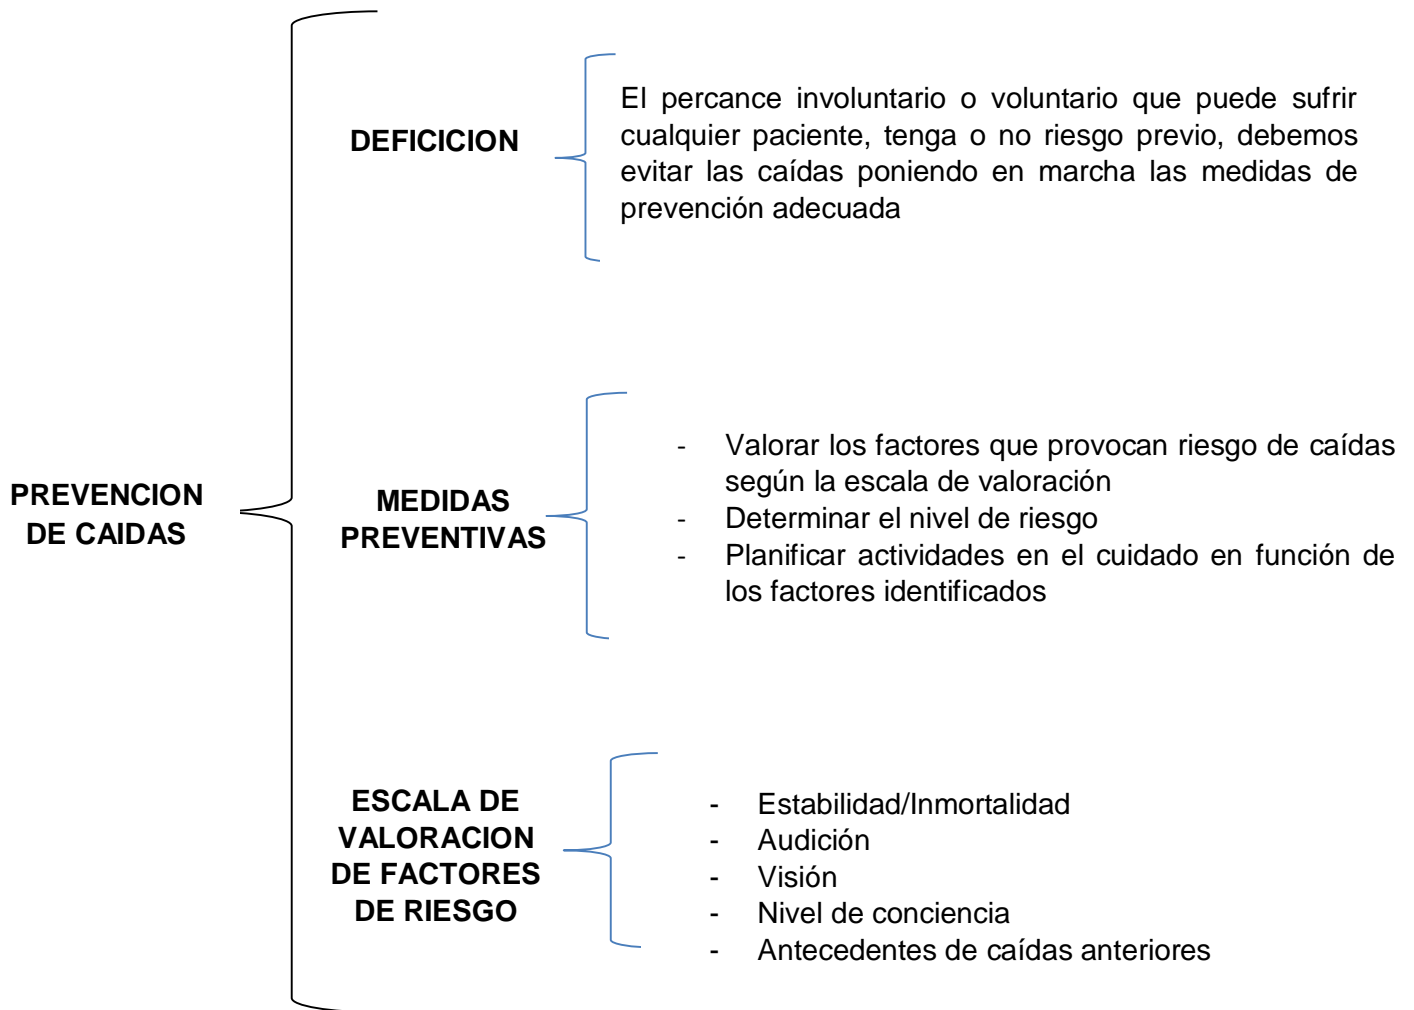 PREVENCION
DE CAIDAS
DEFICICION
El percance involuntario o voluntario que puede sufrir
cualquier paciente, tenga o no riesgo previo, debemos
evitar las caídas poniendo en marcha las medidas de
prevención adecuada
MEDIDAS
PREVENTIVAS
- Valorar los factores que provocan riesgo de caídas
según la escala de valoración
- Determinar el nivel de riesgo
- Planificar actividades en el cuidado en función de
los factores identificados
ESCALA DE
VALORACION
DE FACTORES
DE RIESGO
- Estabilidad/Inmortalidad
- Audición
- Visión
- Nivel de conciencia
- Antecedentes de caídas anteriores